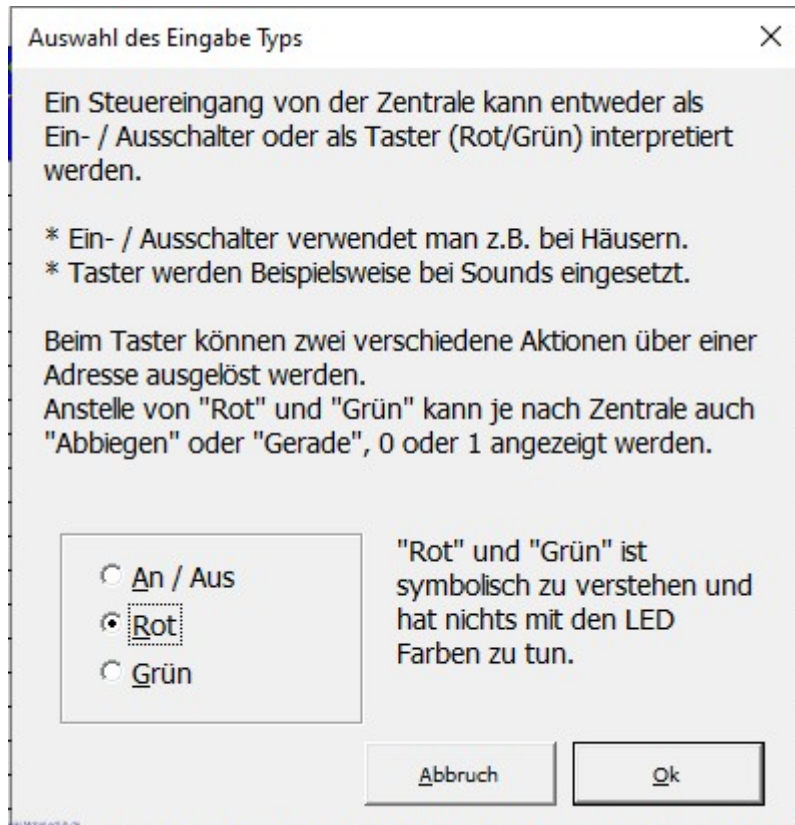 Auswahl des Eingabe Typs
Ein Steuereingang von der Zentrale kann entweder als
Ein- / Ausschalter oder als Taster (Rot/Grün) interpretiert
werden.
* Ein- / Ausschalter verwendet man z.B. bei Häusern.
* Taster werden Beispielsweise bei Sounds eingesetzt.
Beim Taster können zwei verschiedene Aktionen über einer
Adresse ausgelöst werden.
Anstelle von "Rot" und "Grün" kann je nach Zentrale auch
"Abbiegen" oder "Gerade", 0 oder 1 angezeigt werden.
An / Aus
Rot
Grün
"Rot" und "Grün" ist
symbolisch zu verstehen und
hat nichts mit den LED
Farben zu tun.
Abbruch
Ok